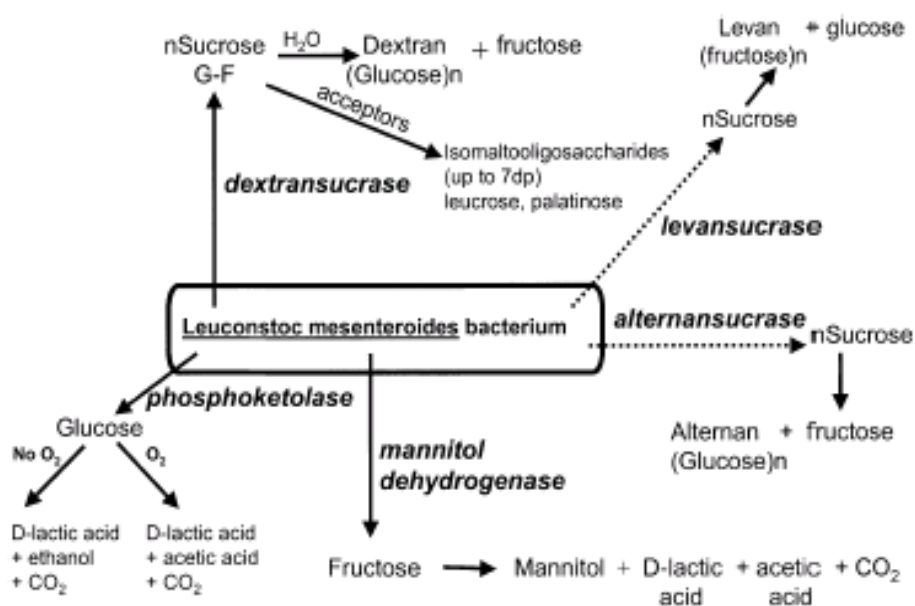 nSucrose H₂O Dextran + fructose
G-F (Glucose)n
acceptors
Isomaltooligosaccharides
(up to 7dp)
leucrose, palatinose
dextransucrase
Levan + glucose
(fructose)n
nSucrose
levansucrase
Leuconstoc mesenteroides bacterium
alternansucrase
nSucrose
Alternan + fructose
(Glucose)n
phosphoketolase
Glucose
No O₂ O₂
D-lactic acid
+ ethanol
+ CO₂
D-lactic acid
+ acetic acid
+ CO₂
mannitol
dehydrogenase
Fructose Mannitol + D-lactic + acetic + CO₂
acid acid